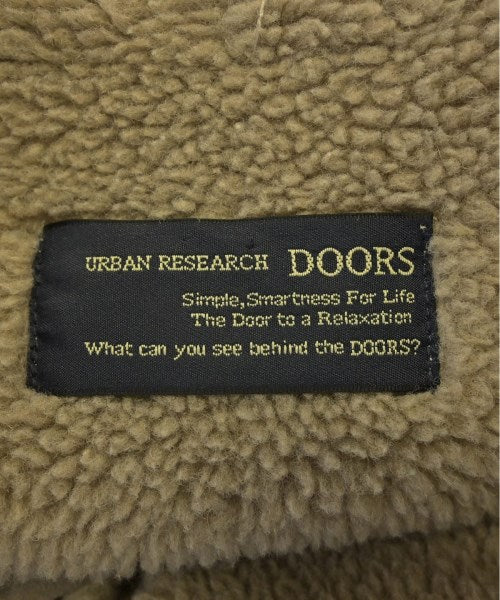 URBAN RESEARCH DOORS
Simple,Smartness For Life
The Door to a Relaxation
What can you see behind the DOORS?